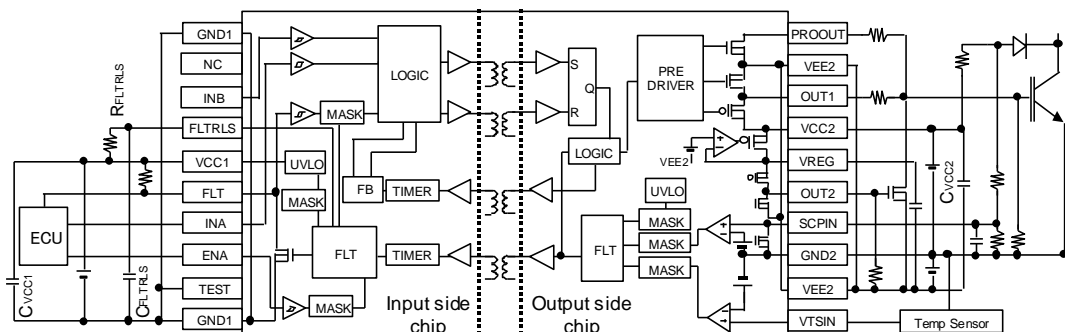 GND1
NC
INB
FLTRLS
VCC1
FLT
INA
ENA
TEST
GND1
RFLTRLS
ECU
CVCC1
CFLTRLS
LOGIC
MASK
UVLO
MASK
FB
TIMER
FLT
TIMER
MASK
Input side
chip
Output side
chip
S
Q
R
PRE
DRIVER
LOGIC
VEE2
+
−
UVLO
MASK
MASK
MASK
FLT
+
−
+
−
PROOUT
VEE2
OUT1
VCC2
VREG
OUT2
SCPIN
GND2
VEE2
VTSIN
CVCC2
Temp Sensor